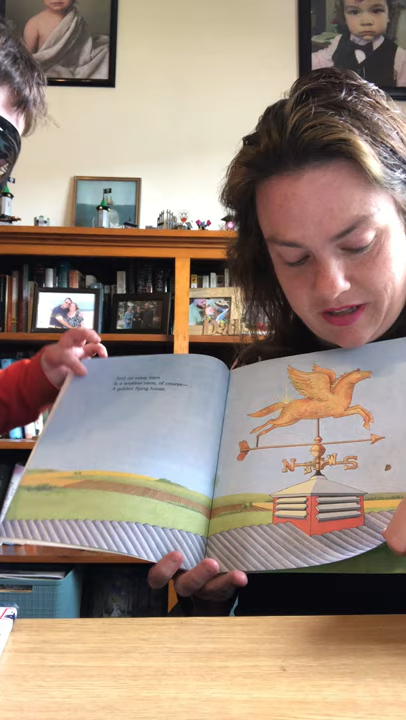 And on every barn
Is a weather vane, of course—
A golden flying horse.
N S